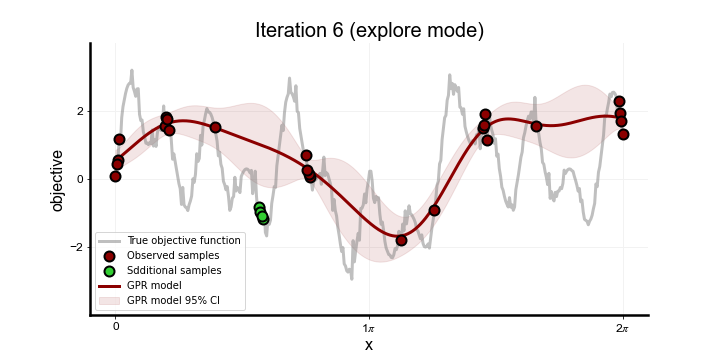 Iteration 6 (explore mode)
objective
2
0
−2
True objective function
Observed samples
Sdditional samples
GPR model
GPR model 95% CI
0
1π
2π
x